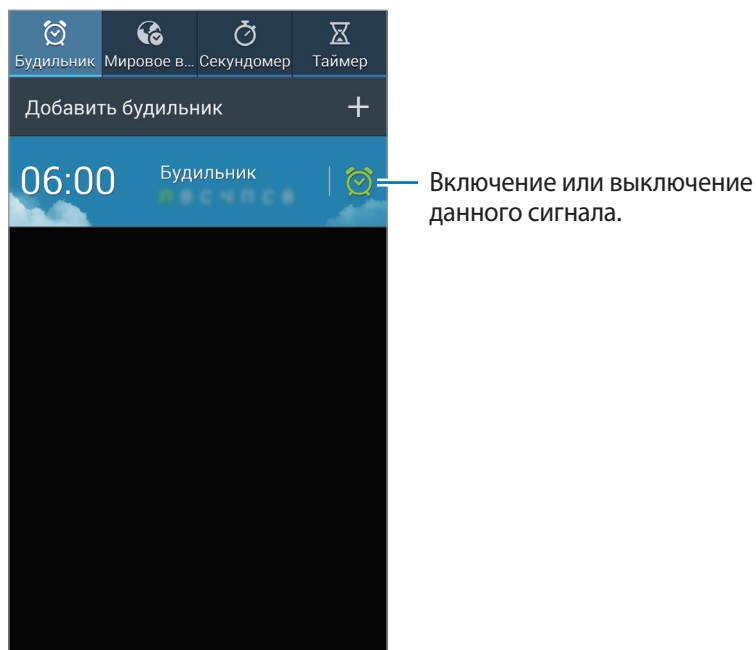 Будильник Мировое в... Секундомер Таймер
Добавить будильник
06:00 Будильник
П В С Ч П С В
Включение или выключение
данного сигнала.